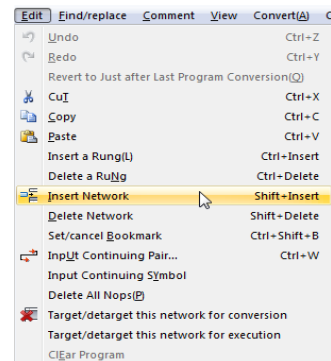 Edit Find/replace Comment View Convert(A)
Undo Ctrl+Z
Redo Ctrl+Y
Revert to Just after Last Program Conversion(Q)
CuT Ctrl+X
Copy Ctrl+C
Paste Ctrl+V
Insert a Rung(L) Ctrl+Insert
Delete a RuNg Ctrl+Delete
Insert Network Shift+Insert
Delete Network Shift+Delete
Set/cancel Bookmark Ctrl+Shift+B
InpUt Continuing Pair... Ctrl+W
Input Continuing SYmbol
Delete All Nops(P)
Target/detarget this network for conversion
Target/detarget this network for execution
ClEar Program